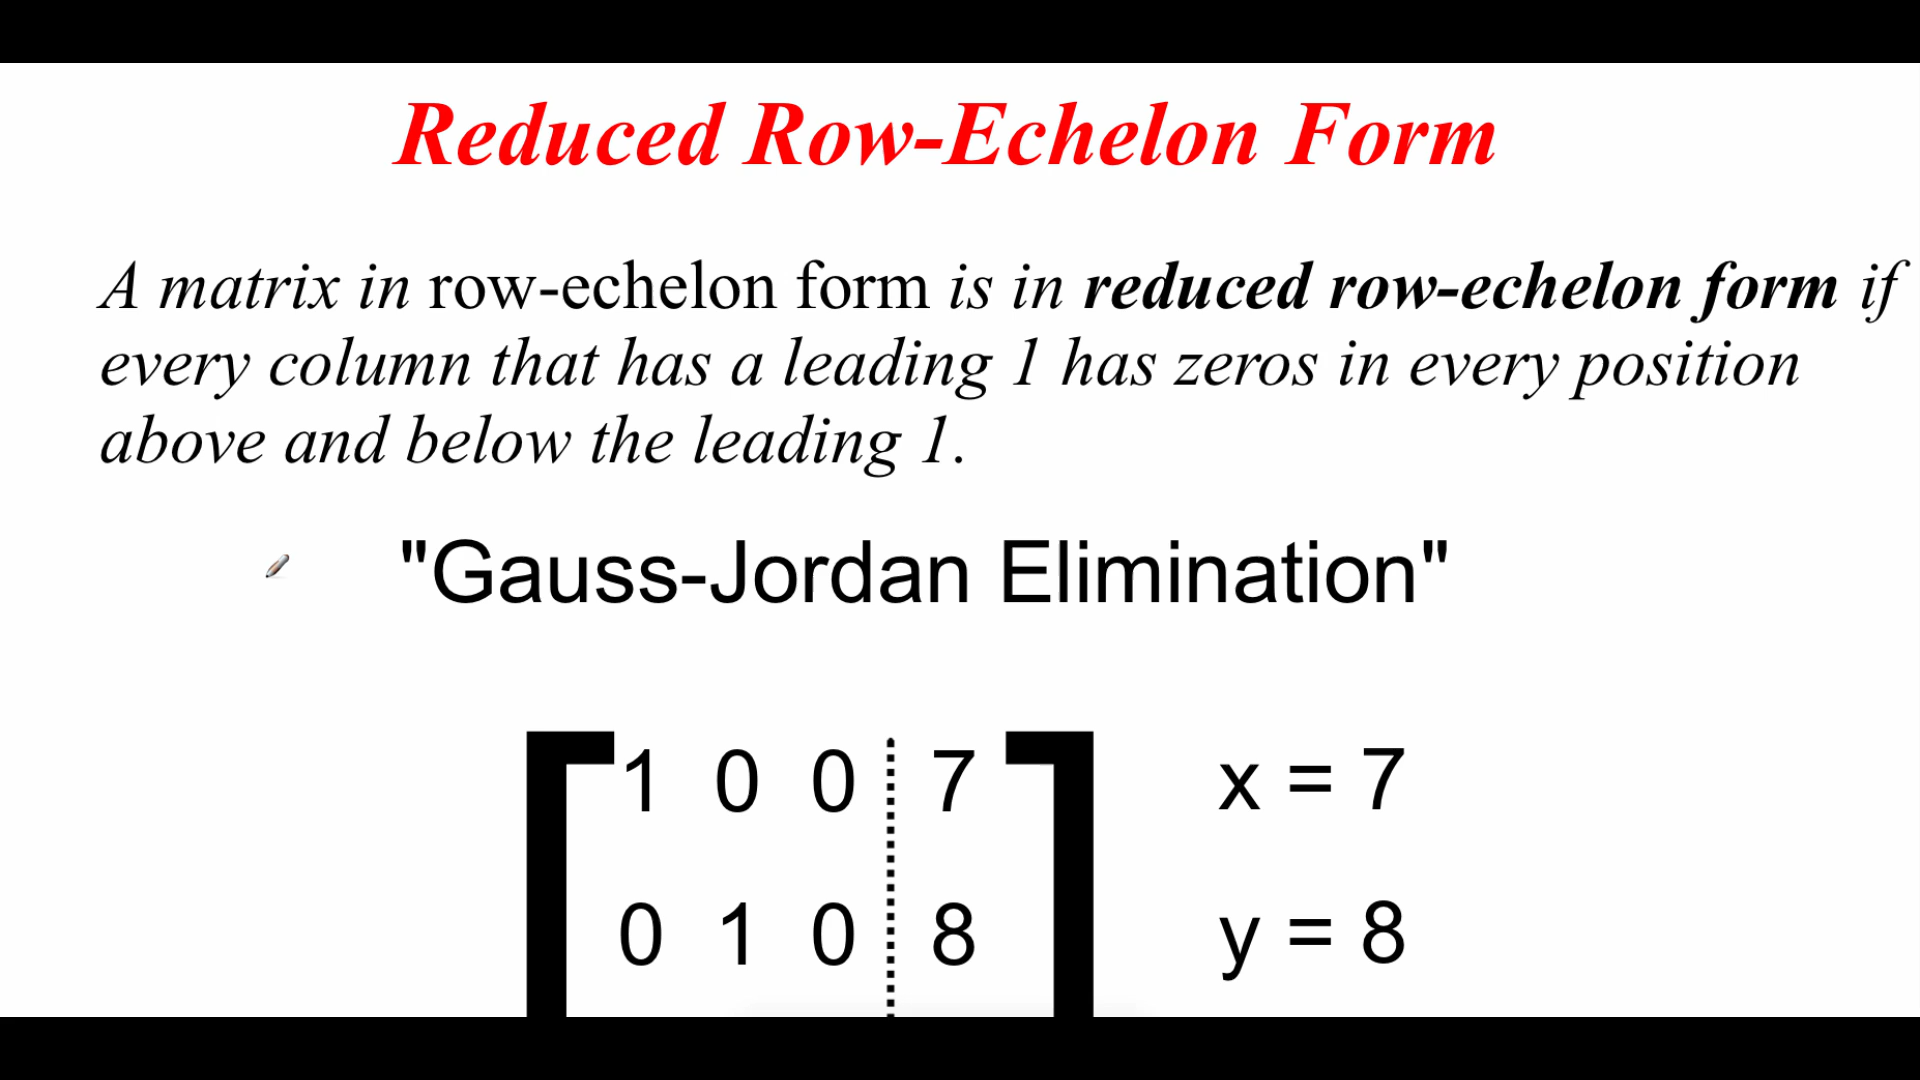 Reduced Row-Echelon Form
A matrix in row-echelon form is in reduced row-echelon form if
every column that has a leading 1 has zeros in every position
above and below the leading 1.
"Gauss-Jordan Elimination"
1 0 0 7 x = 7
0 1 0 8 y = 8